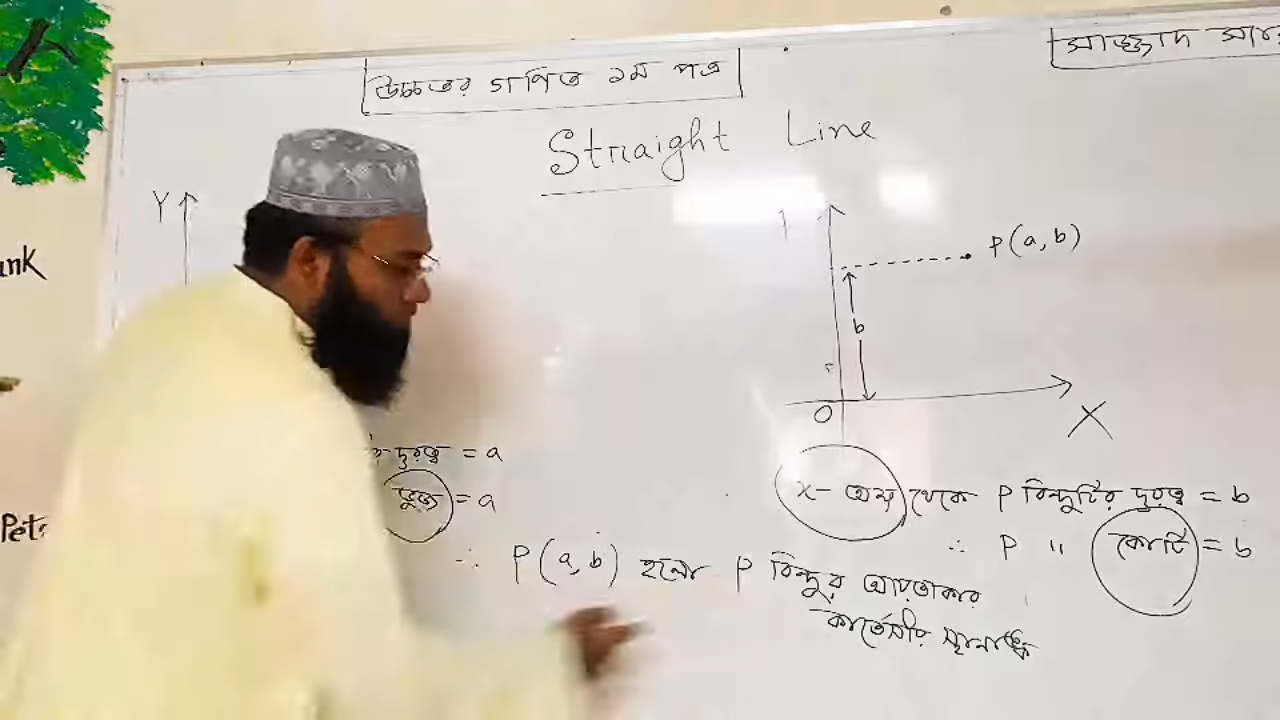 উচ্চতর গণিত ১ম পত্র
সাজ্জাদ স্যার
Straight Line
Y
P(a, b)
b
O
X
দূরত্ব = a
ভুজ = a
x-অক্ষ থেকে P বিন্দুটির দূরত্ব = b
∴ P " কোটি = b
∴ P(a, b) হলো P বিন্দুর আয়তাকার
কার্তেসীয় স্থানাঙ্ক